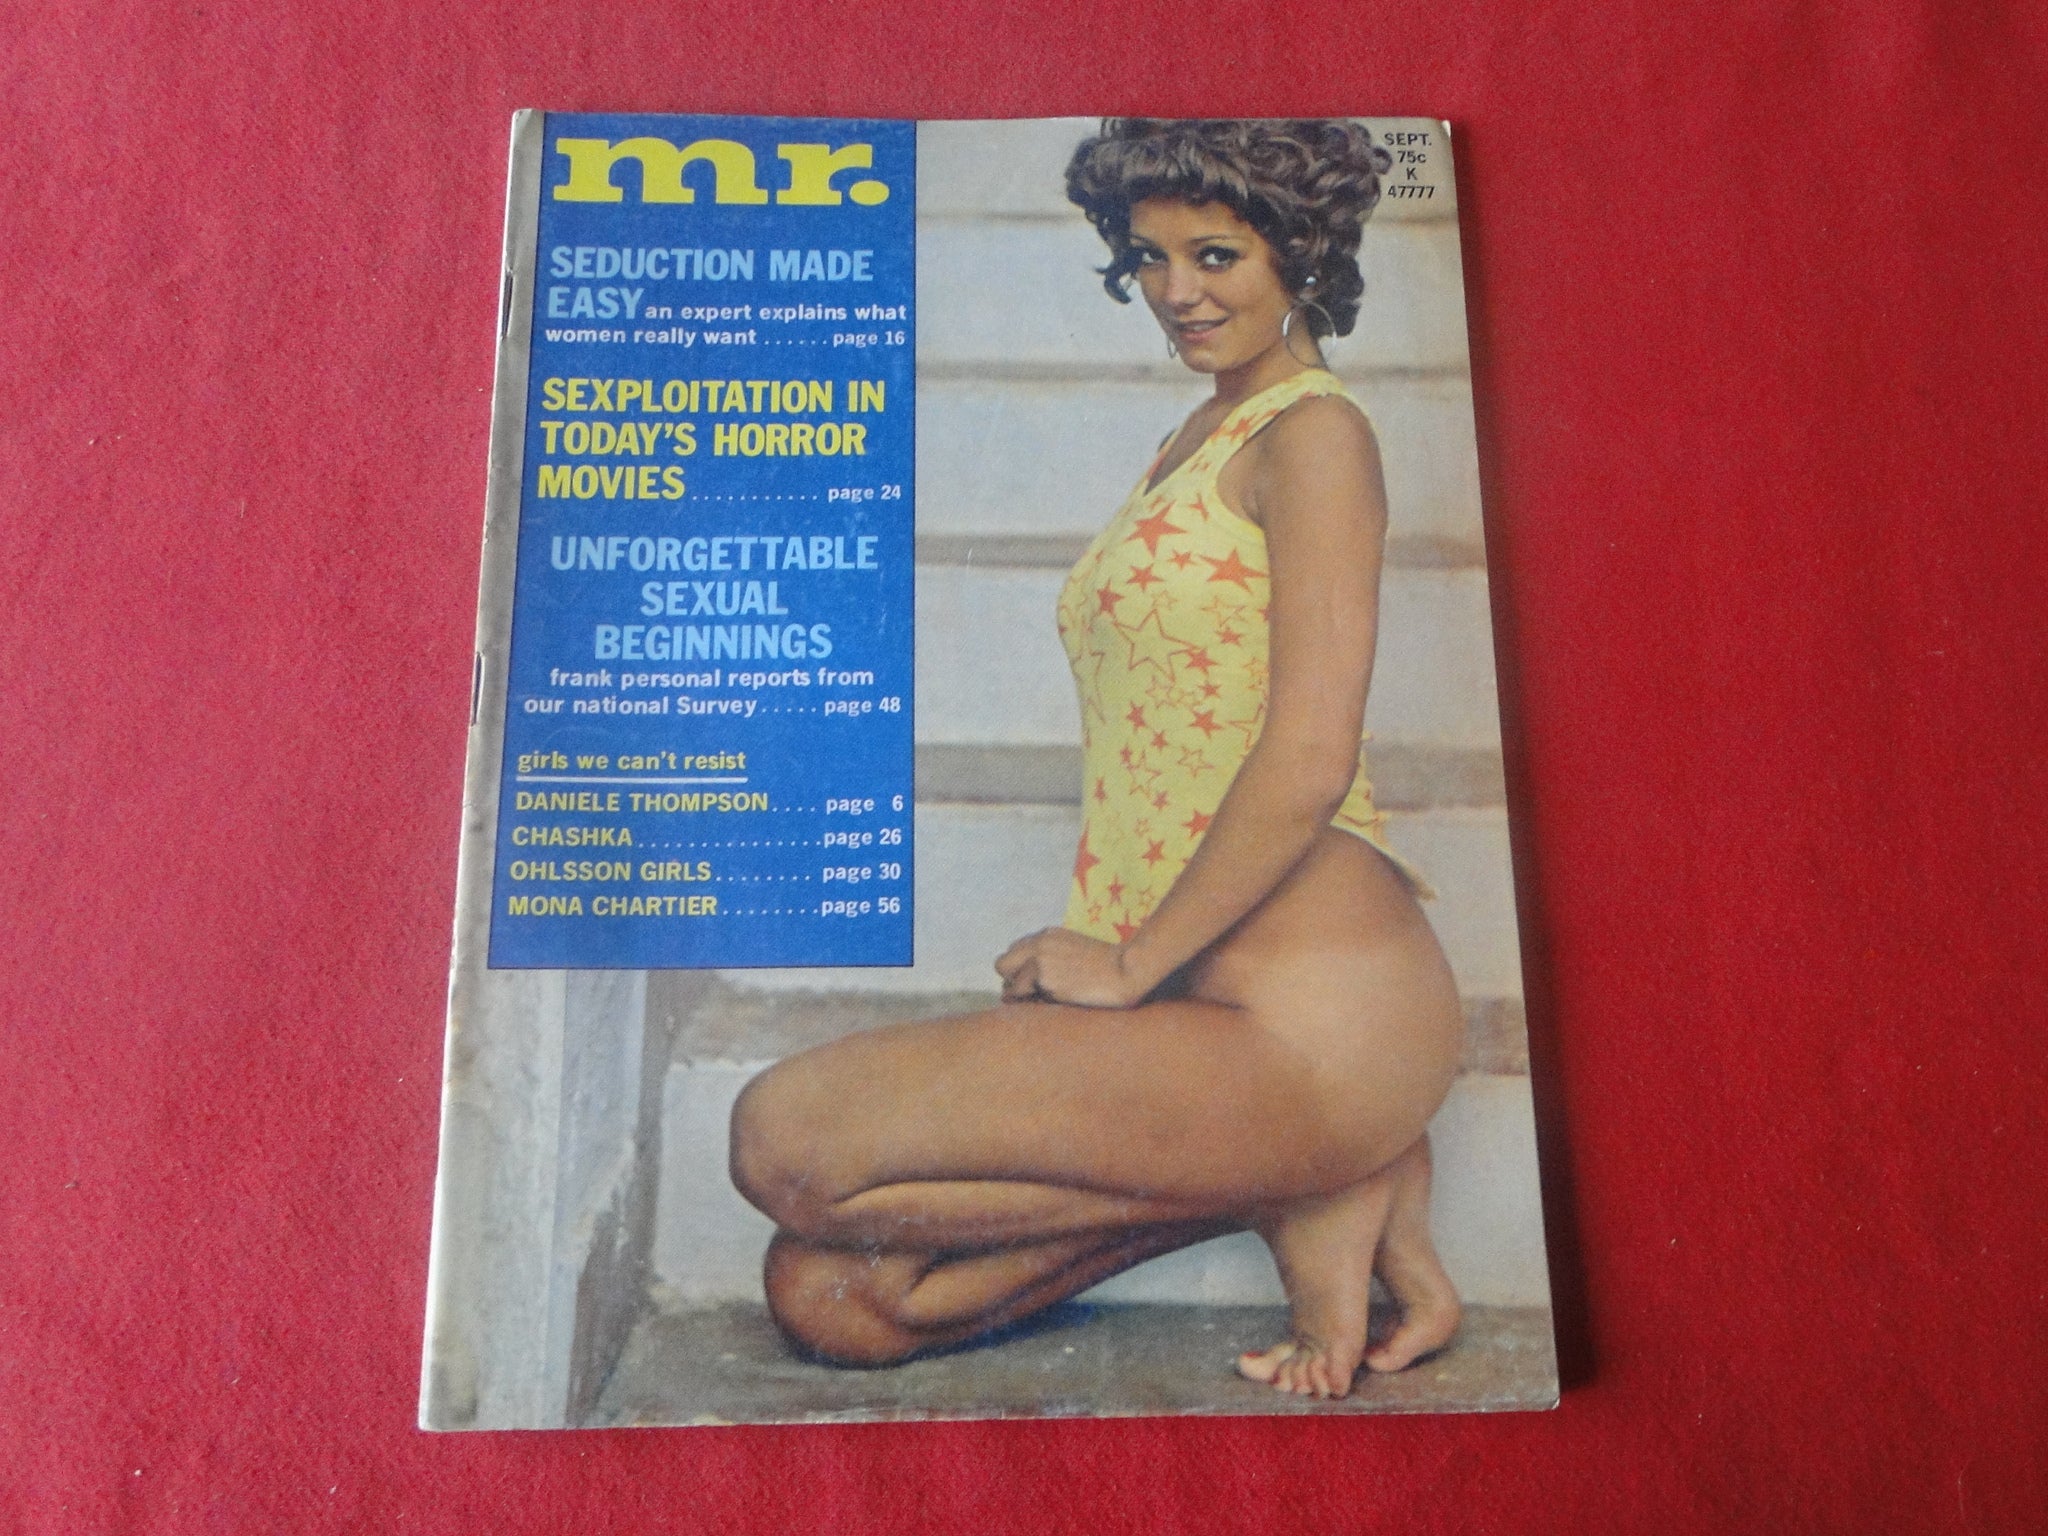 mr.
SEPT.
75c
K
47777
SEDUCTION MADE
EASY an expert explains what
women really want ...... page 16
SEXPLOITATION IN
TODAY'S HORROR
MOVIES ........... page 24
UNFORGETTABLE
SEXUAL
BEGINNINGS
frank personal reports from
our national Survey ..... page 48
girls we can't resist
DANIELE THOMPSON .... page 6
CHASHKA ............... page 26
OHLSSON GIRLS ........ page 30
MONA CHARTIER ........ page 56